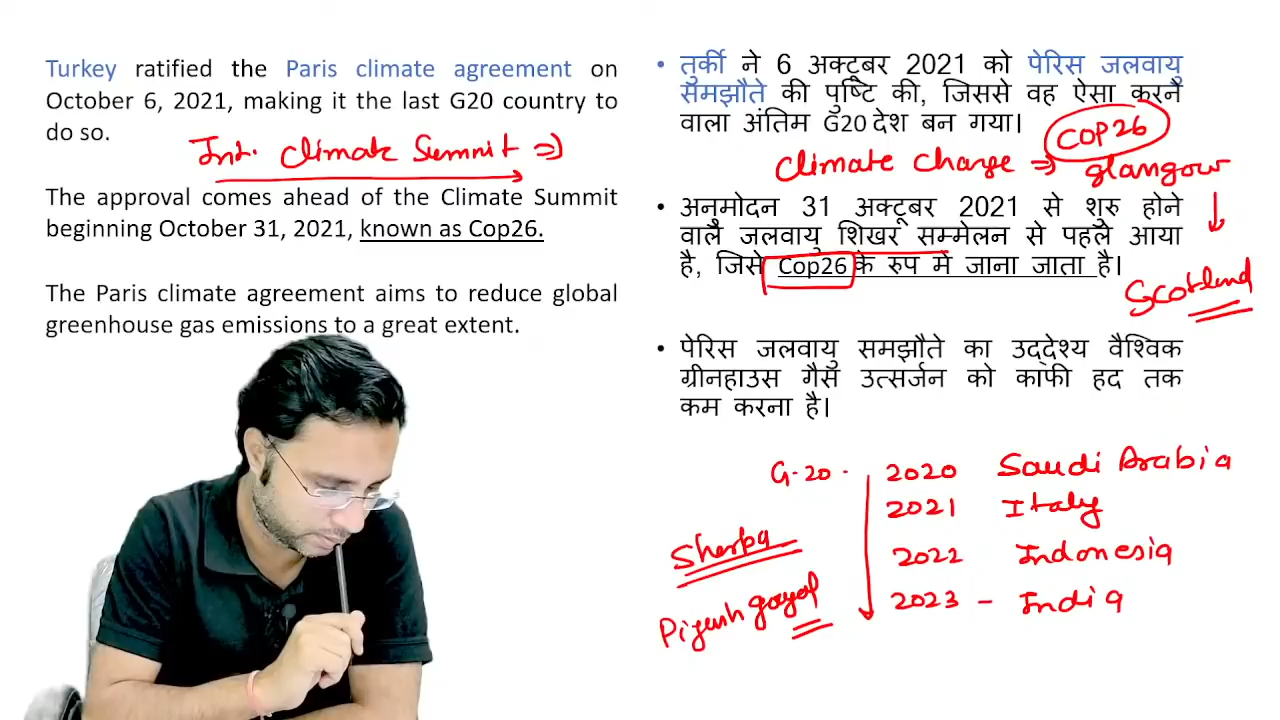 Turkey ratified the Paris climate agreement on
October 6, 2021, making it the last G20 country to
do so.
Int. Climate Summit ⇒
The approval comes ahead of the Climate Summit
beginning October 31, 2021, known as Cop26.
The Paris climate agreement aims to reduce global
greenhouse gas emissions to a great extent.
• तुर्की ने 6 अक्टूबर 2021 को पेरिस जलवायु
समझौते की पुष्टि की, जिससे वह ऐसा करने
वाला अंतिम G20 देश बन गया।
COP26
Climate Change ⇒ glangow
↓
Scotland
• अनुमोदन 31 अक्टूबर 2021 से शुरु होने
वाले जलवायु शिखर सम्मेलन से पहले आया
है, जिसे Cop26 के रुप में जाना जाता है।
• पेरिस जलवायु समझौते का उद्देश्य वैश्विक
ग्रीनहाउस गैस उत्सर्जन को काफी हद तक
कम करना है।
G-20 - 2020 Saudi Arabia
2021 Italy
2022 Indonesia
2023 - India
Sherpa
Piyush goyal